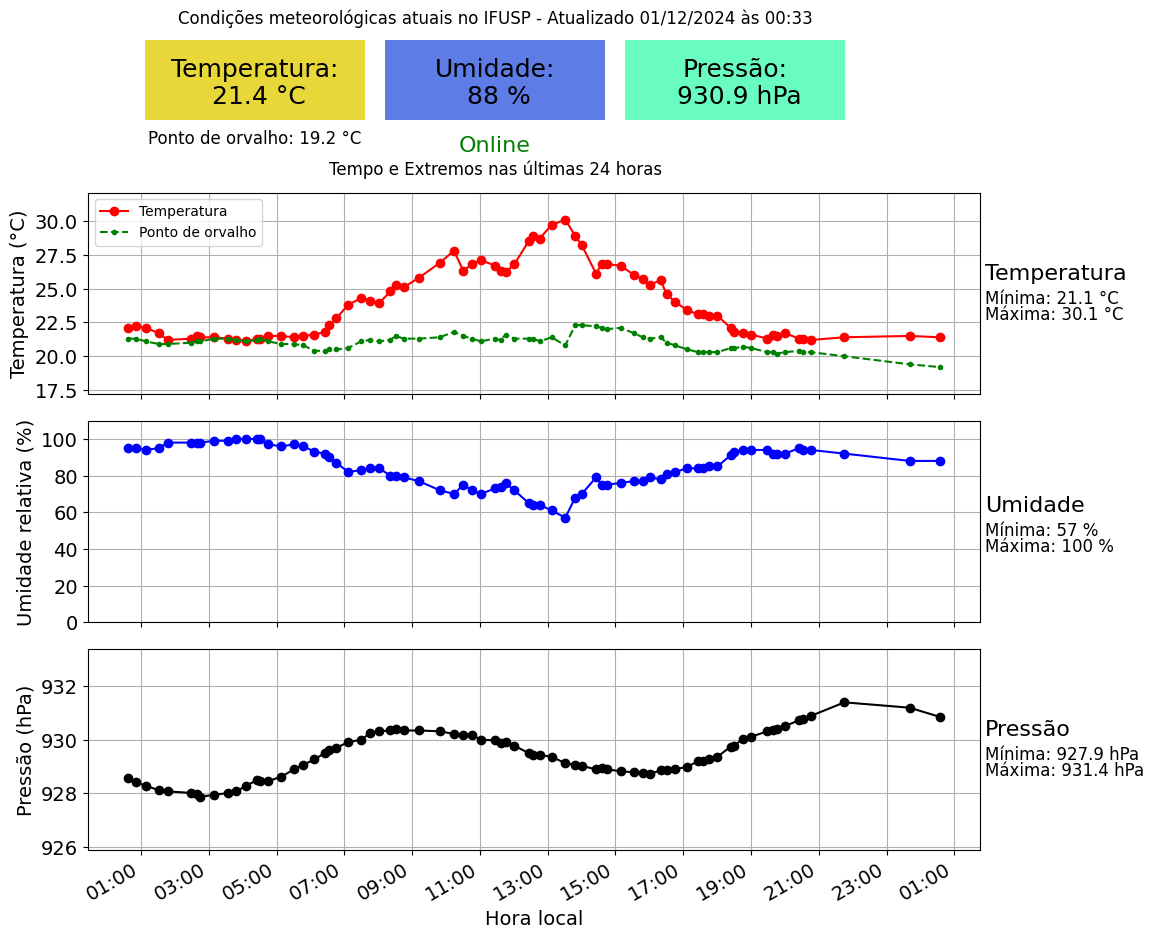 Condições meteorológicas atuais no IFUSP - Atualizado 01/12/2024 às 00:33
Temperatura:
21.4 °C
Umidade:
88 %
Pressão:
930.9 hPa
Ponto de orvalho: 19.2 °C
Online
Tempo e Extremos nas últimas 24 horas
Temperatura (°C)
30.0
27.5
25.0
22.5
20.0
17.5
Temperatura
Ponto de orvalho
Temperatura
Mínima: 21.1 °C
Máxima: 30.1 °C
Umidade relativa (%)
100
80
60
40
20
0
Umidade
Mínima: 57 %
Máxima: 100 %
Pressão (hPa)
932
930
928
926
Pressão
Mínima: 927.9 hPa
Máxima: 931.4 hPa
01:00 03:00 05:00 07:00 09:00 11:00 13:00 15:00 17:00 19:00 21:00 23:00 01:00
Hora local